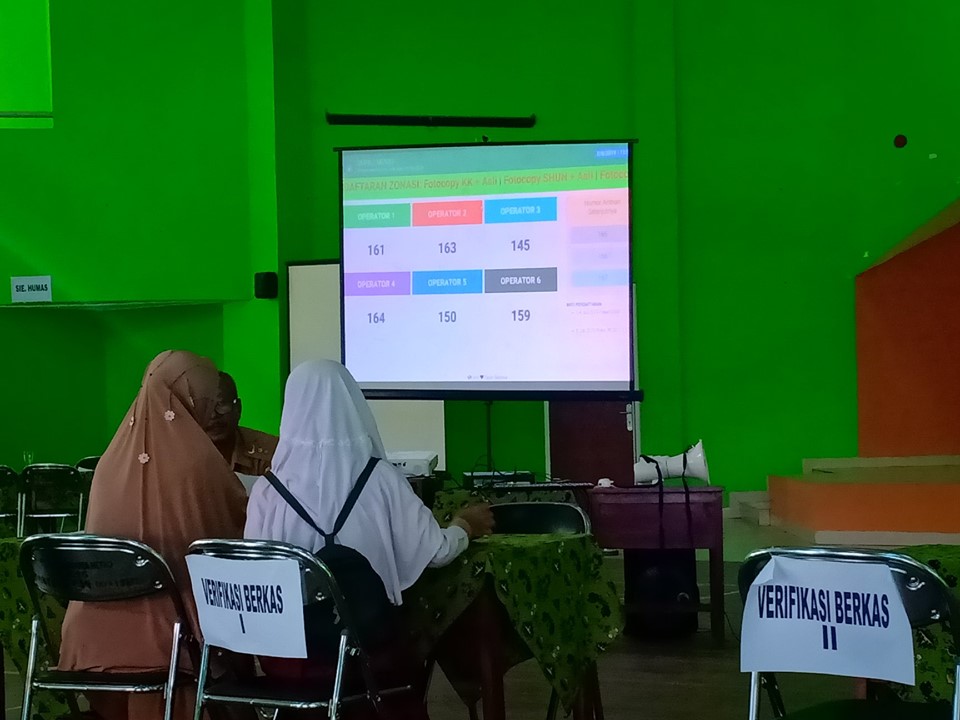 AFTARAN ZONASI: Fotocopy KK + Asli | Fotocopy SHUN + Asli | Fotoco
OPERATOR 1
OPERATOR 2
OPERATOR 3
161
163
145
OPERATOR 4
OPERATOR 5
OPERATOR 6
164
150
159
SIE. HUMAS
VERIFIKASI BERKAS
I
VERIFIKASI BERKAS
II